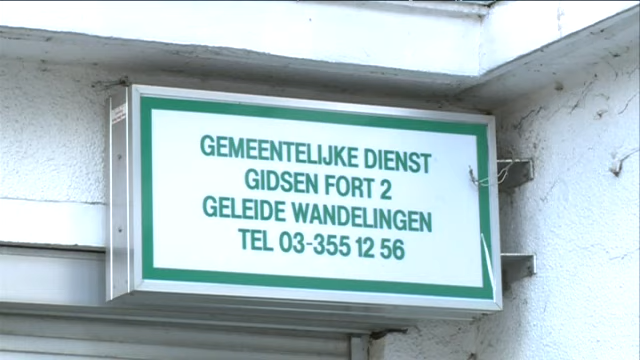 GEMEENTELIJKE DIENST
GIDSEN FORT 2
GELEIDE WANDELINGEN
TEL 03-355 12 56